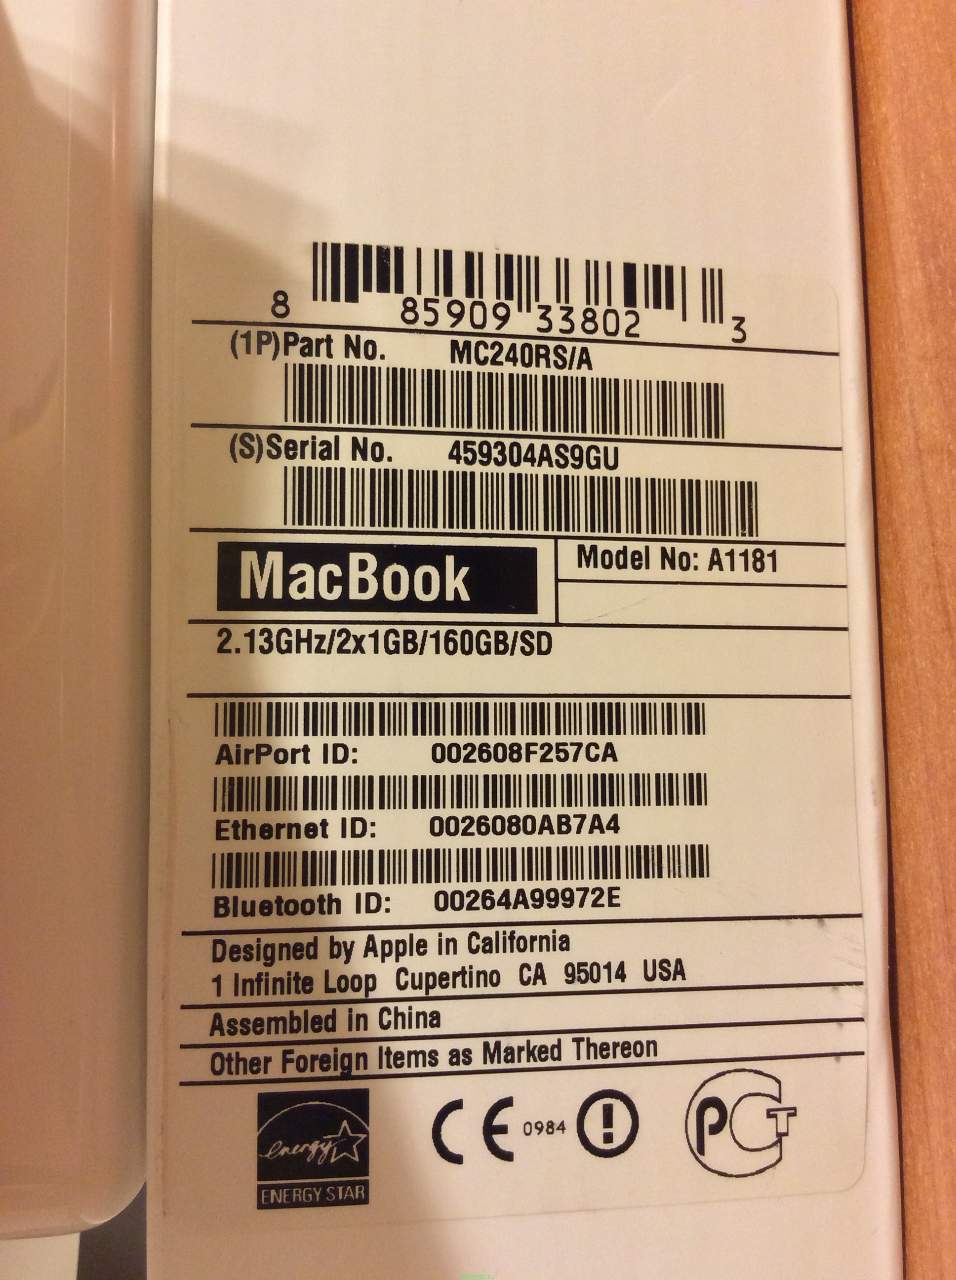 8 85909 33802 3
(1P)Part No. MC240RS/A
(S)Serial No. 459304AS9GU
MacBook
Model No: A1181
2.13GHz/2x1GB/160GB/SD
AirPort ID: 002608F257CA
Ethernet ID: 0026080AB7A4
Bluetooth ID: 00264A99972E
Designed by Apple in California
1 Infinite Loop Cupertino CA 95014 USA
Assembled in China
Other Foreign Items as Marked Thereon
energy
ENERGY STAR
CE 0984
РСТ